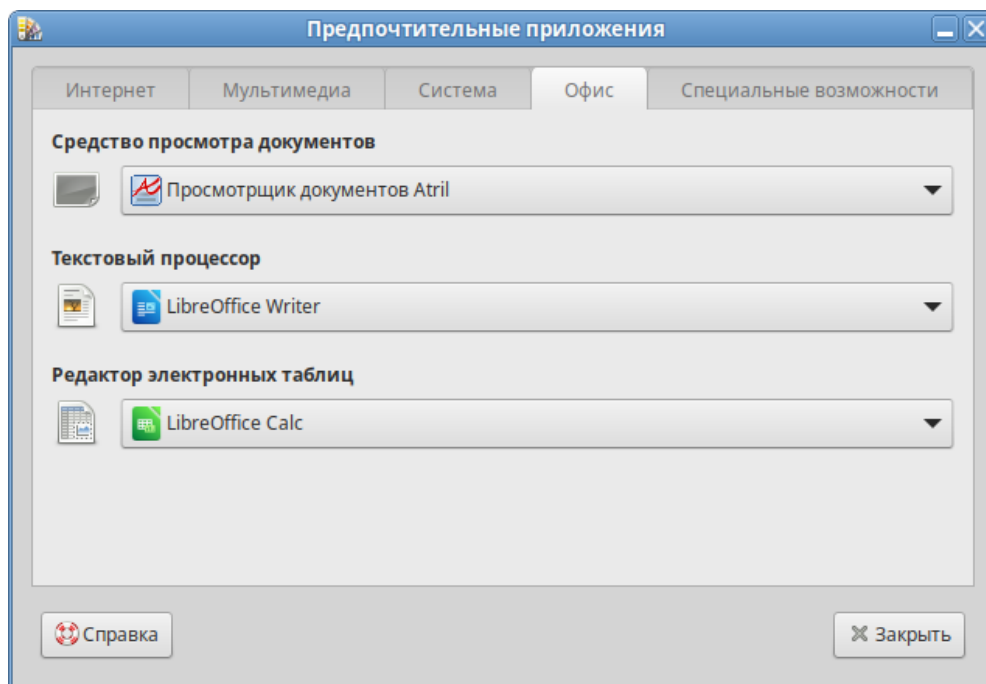 Предпочтительные приложения
Интернет Мультимедиа Система Офис Специальные возможности
Средство просмотра документов
Просмотрщик документов Atril
Текстовый процессор
LibreOffice Writer
Редактор электронных таблиц
LibreOffice Calc
Справка Закрыть